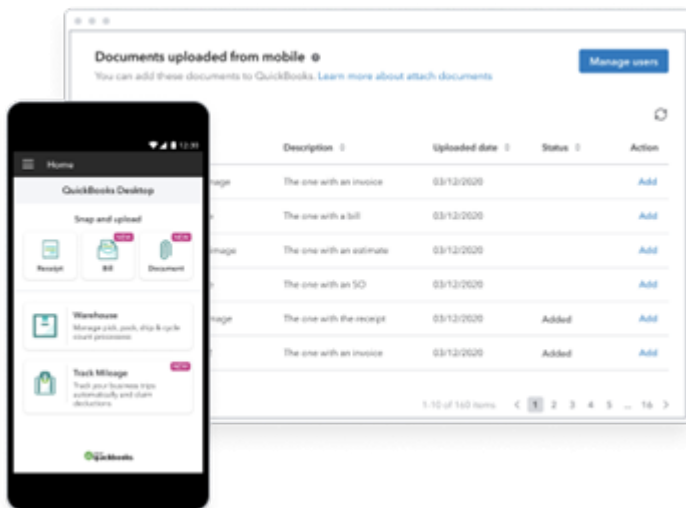 Documents uploaded from mobile
You can add these documents to QuickBooks. Learn more about attach documents
Manage users
Description Uploaded date Status Action
mage The one with an invoice 03/12/2020 Add
The one with a bill 03/12/2020 Add
image The one with an estimate 03/12/2020 Add
The one with an SO 03/12/2020 Add
mage The one with the receipt 03/12/2020 Added Add
The one with an invoice 03/12/2020 Added Add
1-10 of 160 items < 1 2 3 4 5 ... 16 >
12:30
Home
QuickBooks Desktop
Snap and upload
NEW NEW
Receipt Bill Document
Warehouse
Manage pick, pack, ship & cycle
count processes
NEW
Track Mileage
Track your business trips
automatically and claim
deductions
quickbooks